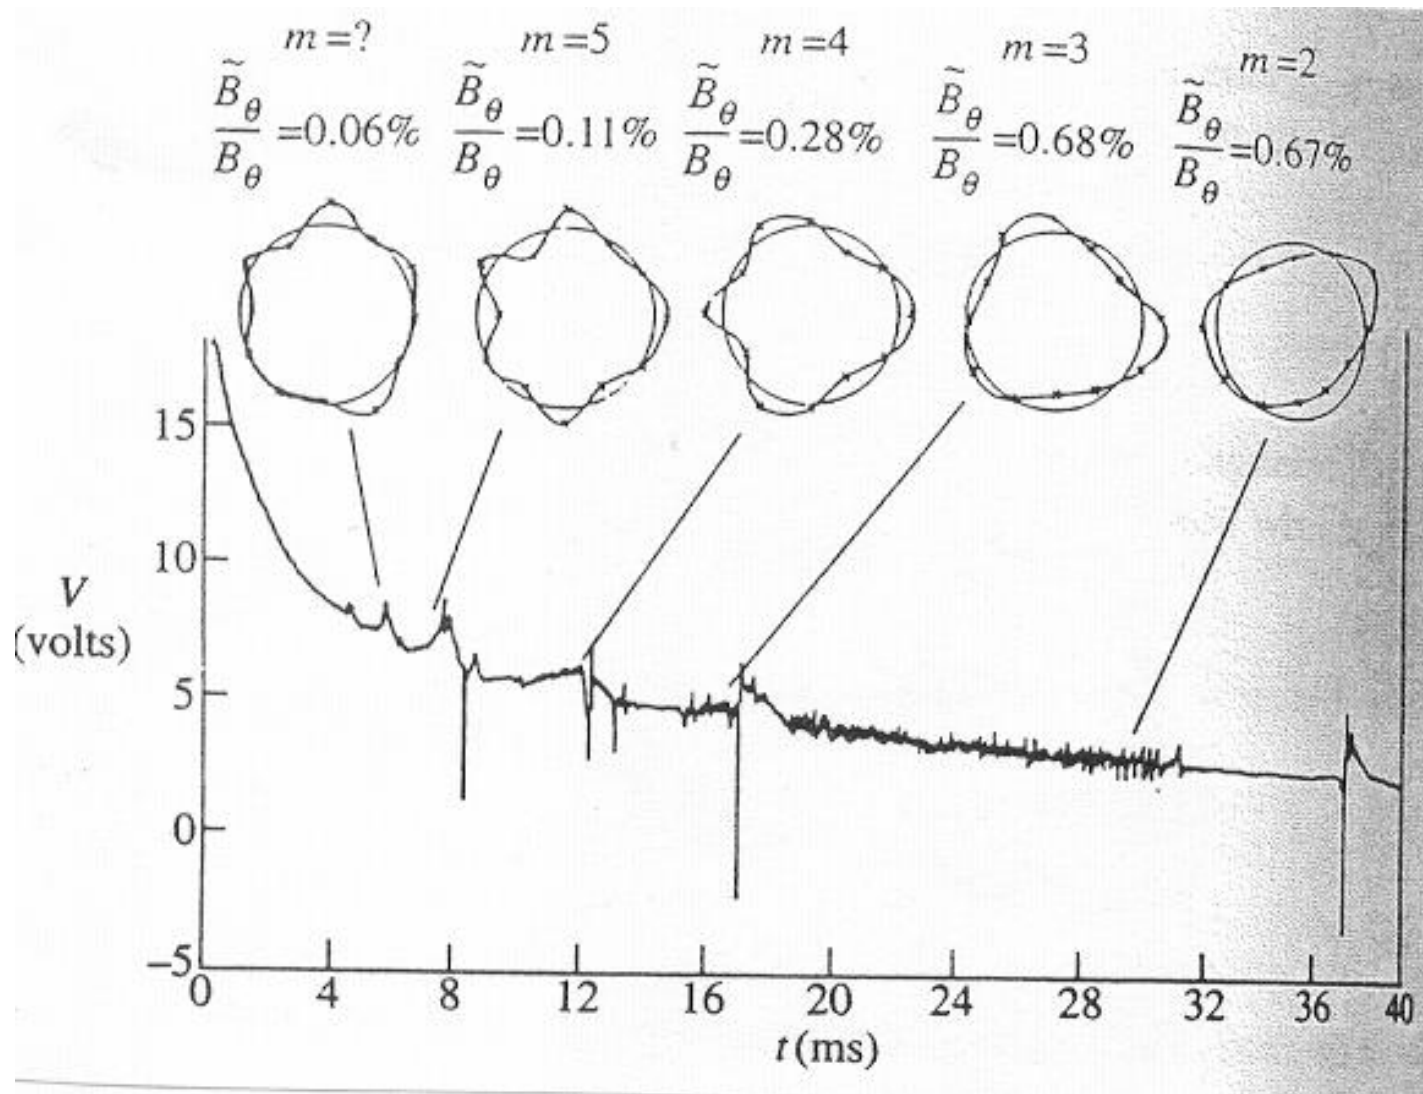 m =?
m =5
m =4
m =3
m =2
B̃θ/Bθ =0.06%
B̃θ/Bθ =0.11%
B̃θ/Bθ =0.28%
B̃θ/Bθ =0.68%
B̃θ/Bθ =0.67%
15
10
V
(volts)
5
0
–5
0 4 8 12 16 20 24 28 32 36 40
t (ms)